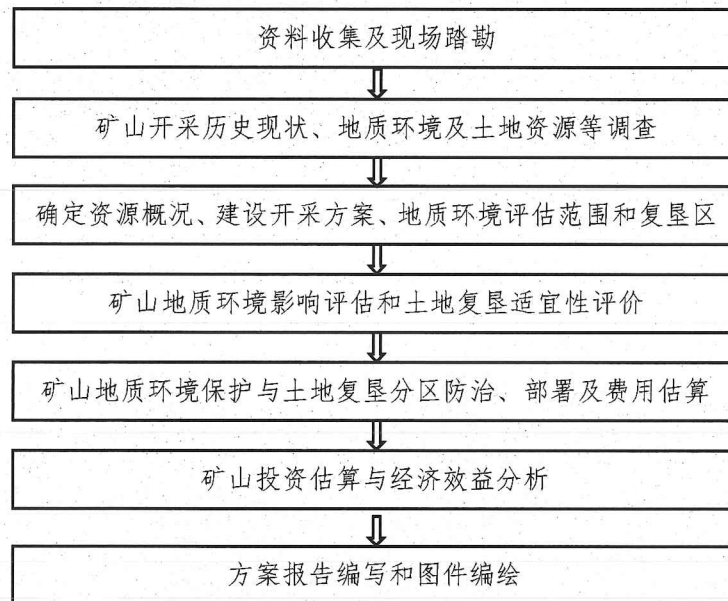 资料收集及现场踏勘
矿山开采历史现状、地质环境及土地资源等调查
确定资源概况、建设开采方案、地质环境评估范围和复垦区
矿山地质环境影响评估和土地复垦适宜性评价
矿山地质环境保护与土地复垦分区防治、部署及费用估算
矿山投资估算与经济效益分析
方案报告编写和图件编绘